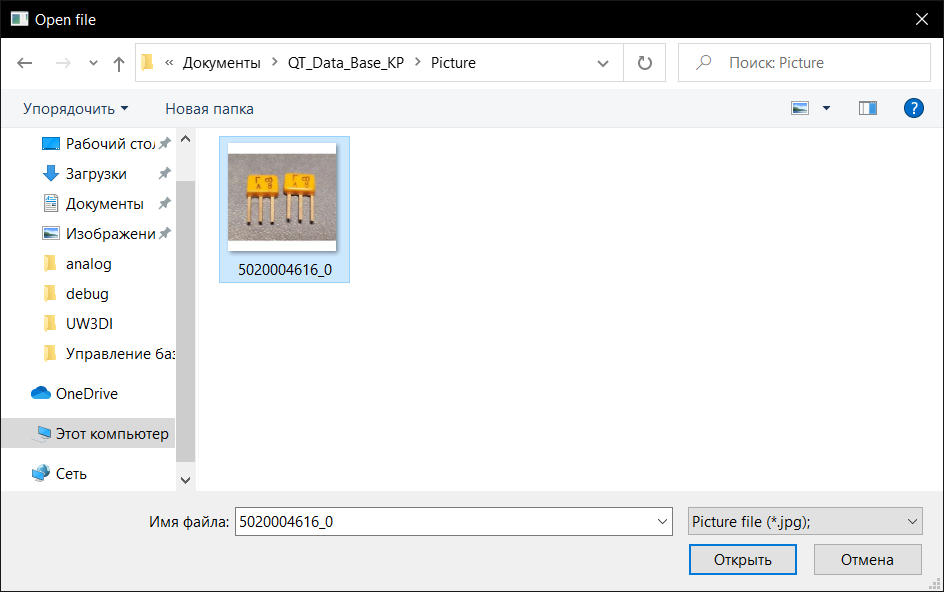 Open file
« Документы > QT_Data_Base_KP > Picture
Поиск: Picture
Упорядочить
Новая папка
?
Рабочий стол
Загрузки
Документы
Изображени
analog
debug
UW3DI
Управление баз
OneDrive
Этот компьютер
Сеть
5020004616_0
Имя файла:
5020004616_0
Picture file (*.jpg);
Открыть
Отмена